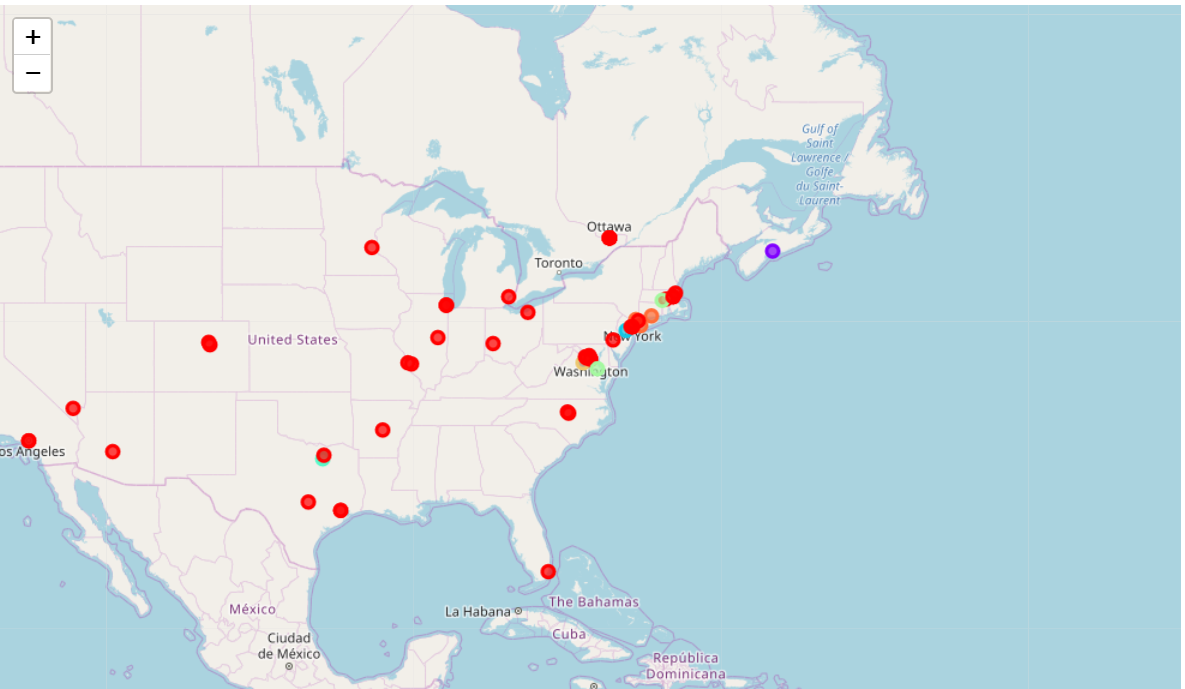 +
−
Gulf of
Saint
Lawrence /
Golfe
du Saint-
Laurent
Ottawa
Toronto
United States
New York
Washington
os Angeles
México
Ciudad
de México
La Habana
The Bahamas
Cuba
República
Dominicana